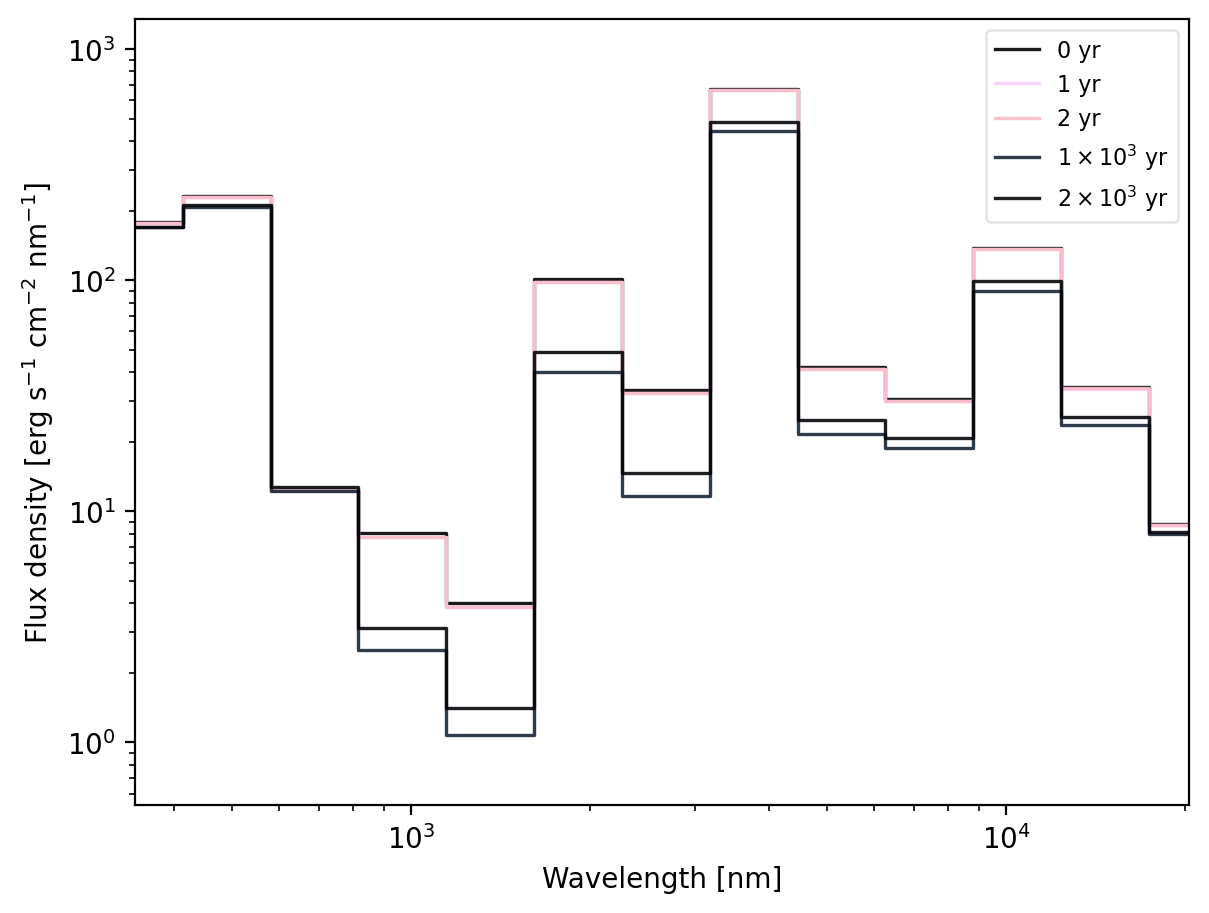 10³
10²
10¹
10⁰
10³
10⁴
Flux density [erg s⁻¹ cm⁻² nm⁻¹]
Wavelength [nm]
0 yr
1 yr
2 yr
1 × 10³ yr
2 × 10³ yr